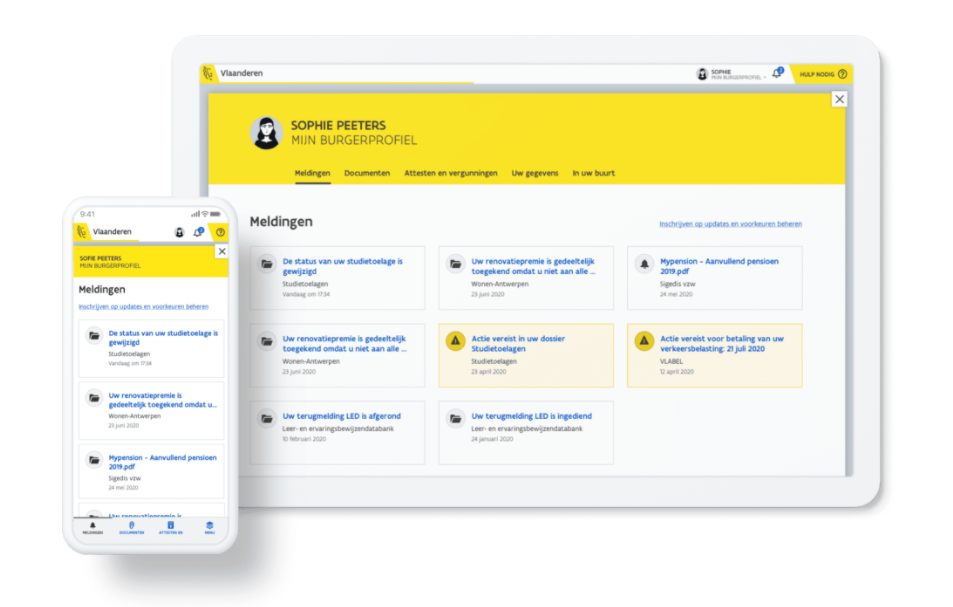 Vlaanderen
SOPHIE
MIJN BURGERPROFIEL
HULP NODIG
SOPHIE PEETERS
MIJN BURGERPROFIEL
Meldingen Documenten Attesten en vergunningen Uw gegevens In uw buurt
Meldingen
Inschrijven op updates en voorkeuren beheren
De status van uw studietoelage is
gewijzigd
Studietoelagen
Vandaag om 17.34
Uw renovatiepremie is gedeeltelijk
toegekend omdat u niet aan alle ...
Wonen-Antwerpen
23 juni 2020
Mypension - Aanvullend pensioen
2019.pdf
Sigedis vzw
24 mei 2020
Uw renovatiepremie is gedeeltelijk
toegekend omdat u niet aan alle ...
Wonen-Antwerpen
23 juni 2020
Actie vereist in uw dossier
Studietoelagen
Studietoelagen
23 april 2020
Actie vereist voor betaling van uw
verkeersbelasting: 21 juli 2020
VLABEL
12 april 2020
Uw terugmelding LED is afgerond
Leer- en ervaringsbewijzendatabank
10 februari 2020
Uw terugmelding LED is ingediend
Leer- en ervaringsbewijzendatabank
24 januari 2020
9:41
Vlaanderen
SOFIE PEETERS
MIJN BURGERPROFIEL
Meldingen
Inschrijven op updates en voorkeuren beheren
De status van uw studietoelage is
gewijzigd
Studietoelagen
Vandaag om 17.34
Uw renovatiepremie is
gedeeltelijk toegekend omdat u...
Wonen-Antwerpen
23 juni 2020
Mypension - Aanvullend pensioen
2019.pdf
Sigedis vzw
24 mei 2020
Uw renovatiepremie is
MELDINGEN DOCUMENTEN ATTESTEN EN MENU